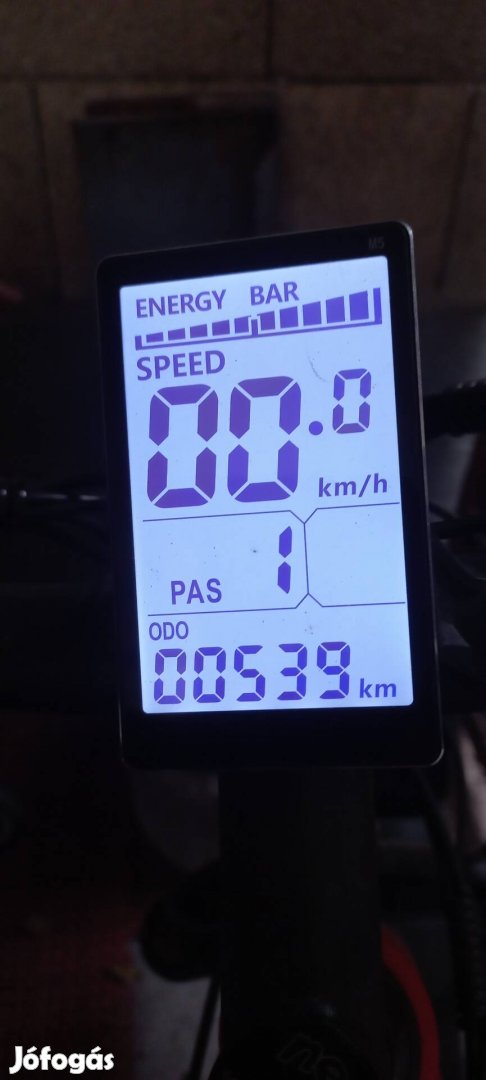 M5
ENERGY BAR
SPEED
00.0
km/h
PAS 1
ODO
00539 km
Jófogás